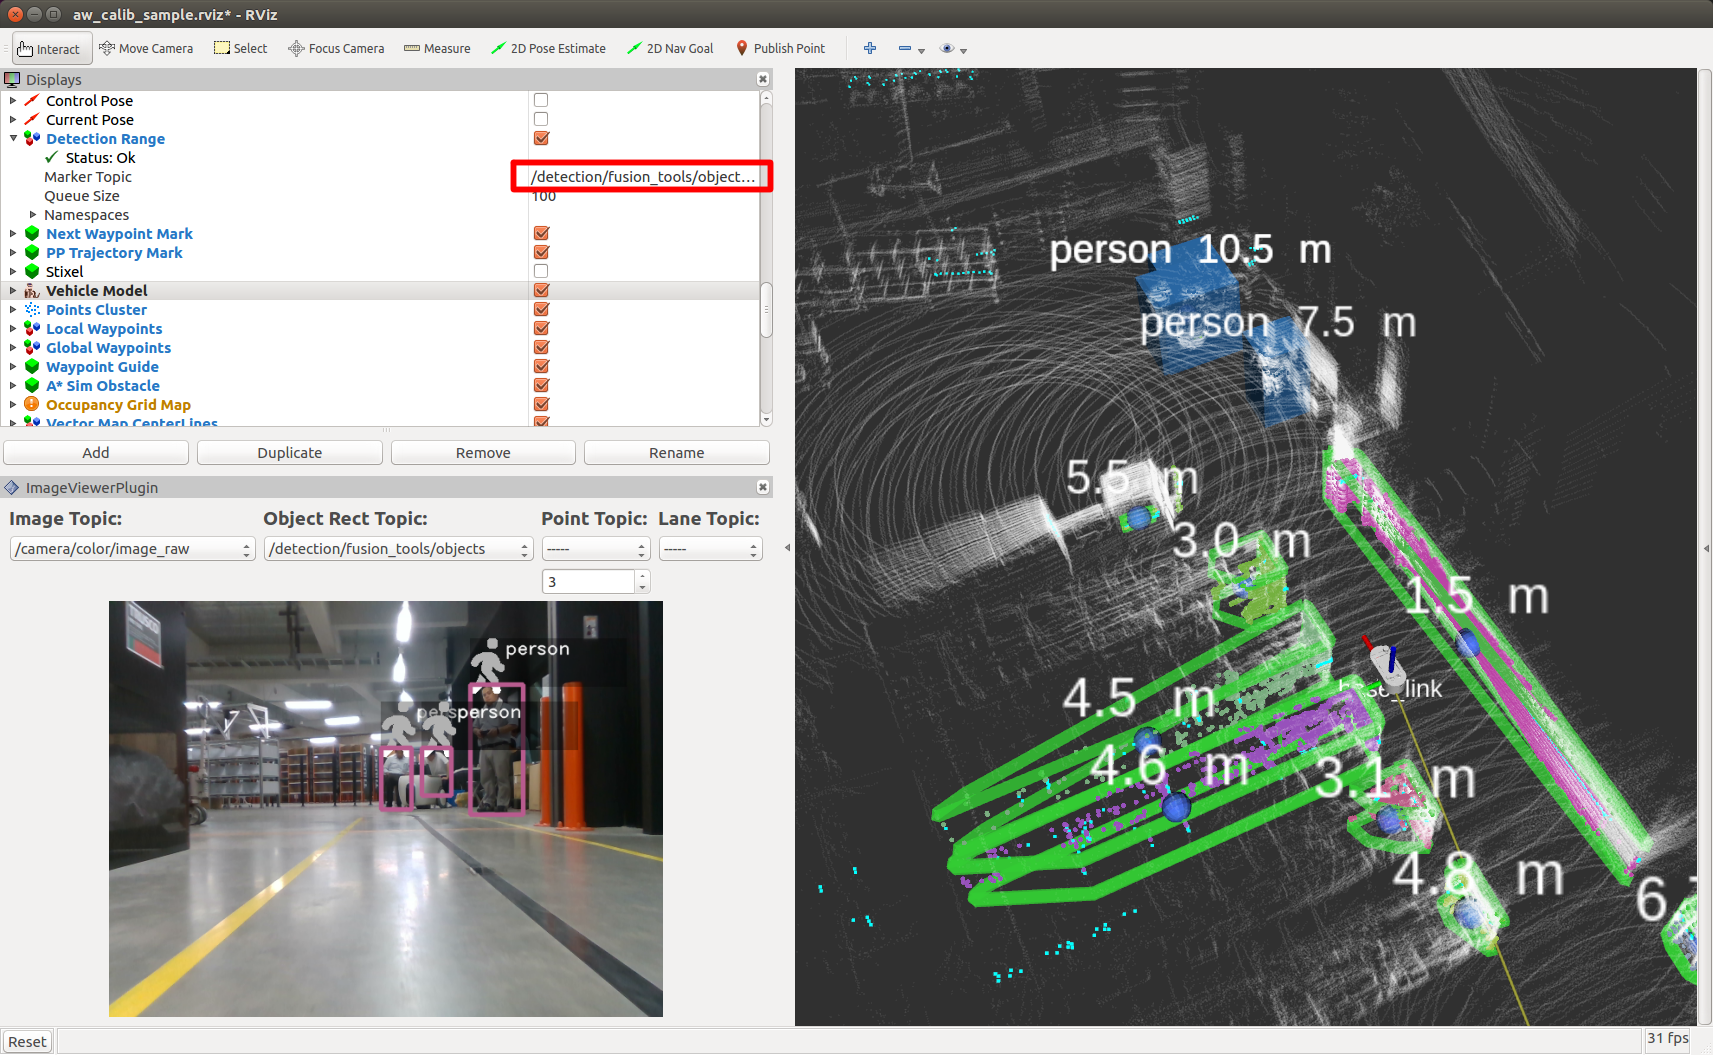 aw_calib_sample.rviz* - RViz
Interact Move Camera Select Focus Camera Measure 2D Pose Estimate 2D Nav Goal Publish Point
Displays
Control Pose
Current Pose
Detection Range
Status: Ok
Marker Topic /detection/fusion_tools/object...
Queue Size 100
Namespaces
Next Waypoint Mark
PP Trajectory Mark
Stixel
Vehicle Model
Points Cluster
Local Waypoints
Global Waypoints
Waypoint Guide
A* Sim Obstacle
Occupancy Grid Map
Vector Map CenterLines
Add Duplicate Remove Rename
ImageViewerPlugin
Image Topic: Object Rect Topic: Point Topic: Lane Topic:
/camera/color/image_raw /detection/fusion_tools/objects ----- -----
3
person
person
person 10.5 m
person 7.5 m
5.5 m
3.0 m
1.5 m
base_link
4.5 m
4.6 m
3.1 m
4.8 m
6.
Reset
31 fps